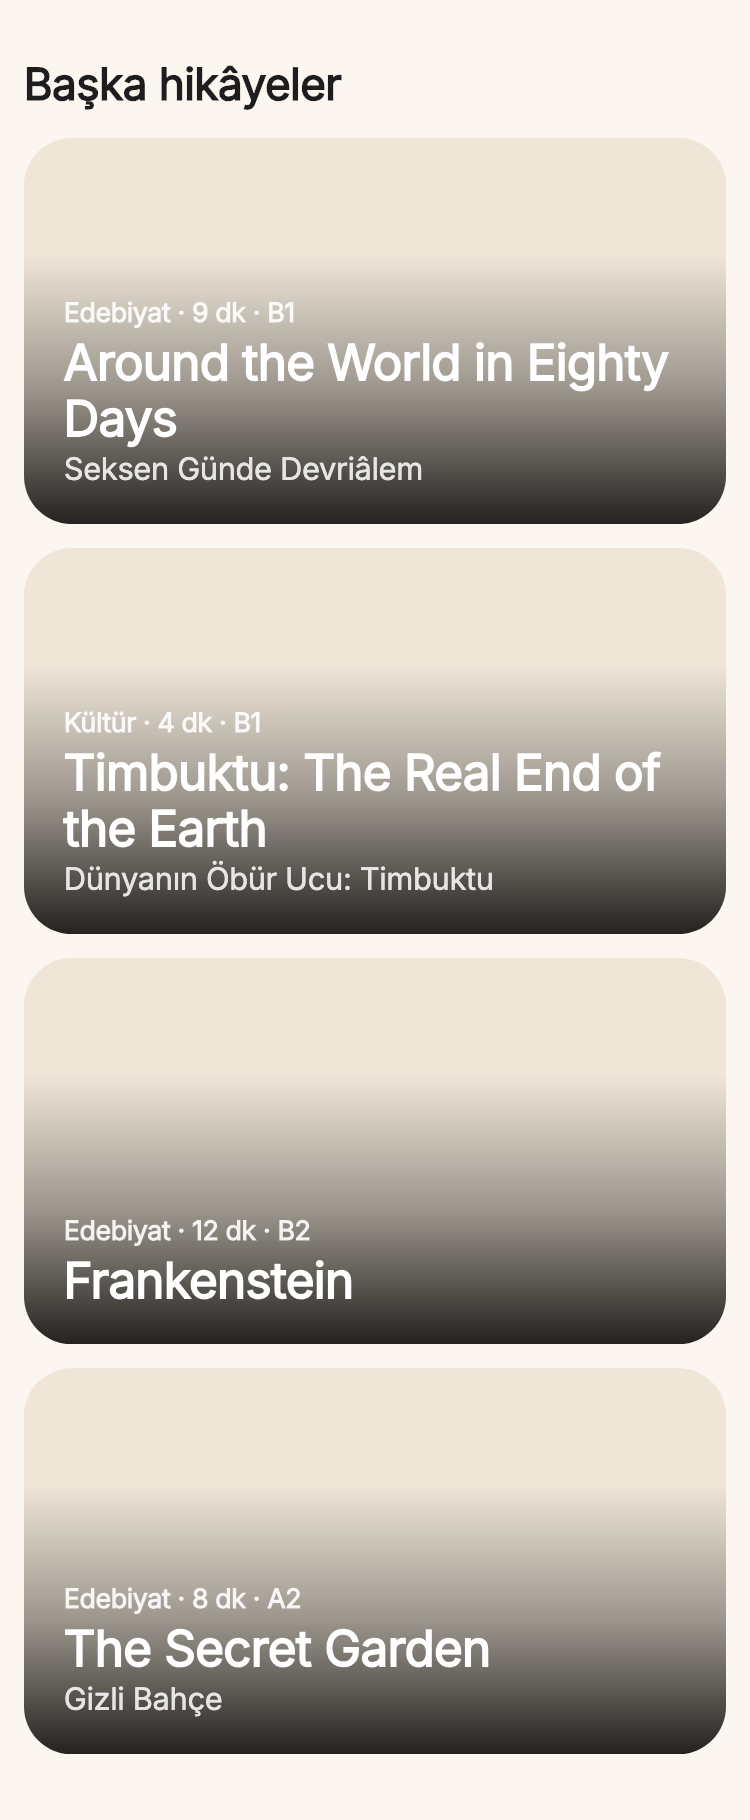 Başka hikâyeler
Edebiyat · 9 dk · B1
Around the World in Eighty
Days
Seksen Günde Devriâlem
Kültür · 4 dk · B1
Timbuktu: The Real End of
the Earth
Dünyanın Öbür Ucu: Timbuktu
Edebiyat · 12 dk · B2
Frankenstein
Edebiyat · 8 dk · A2
The Secret Garden
Gizli Bahçe